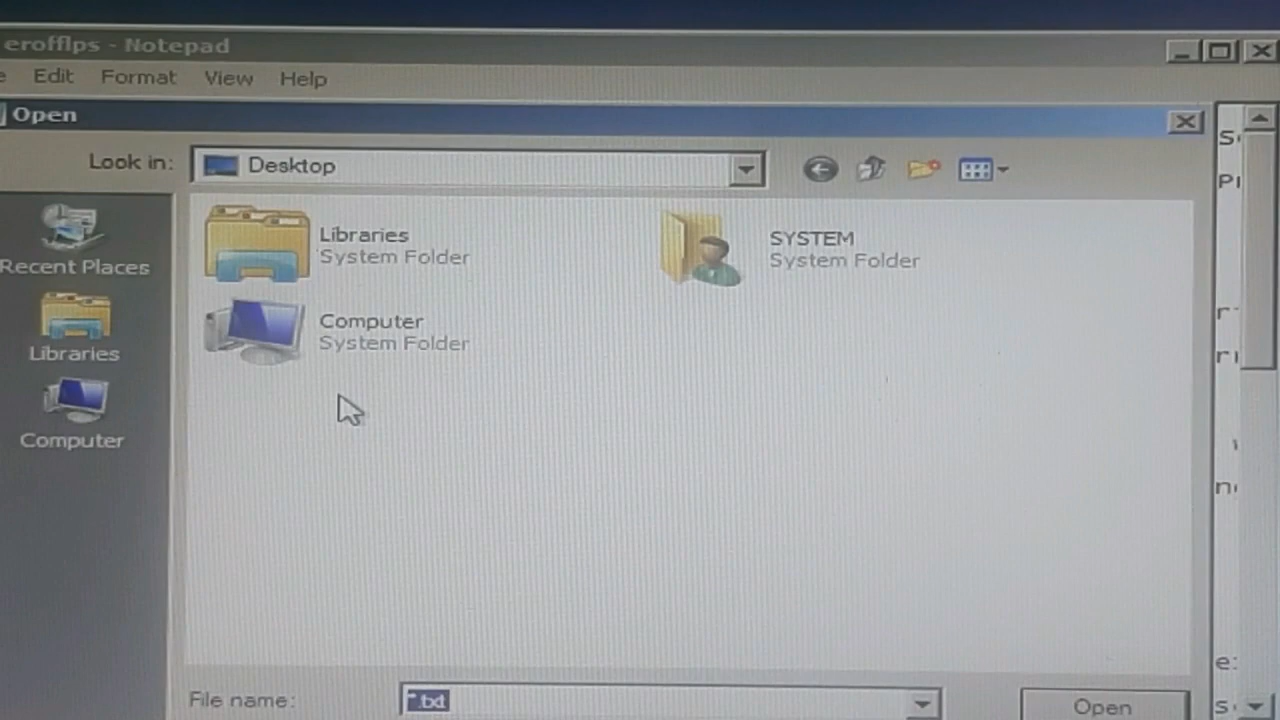 erofflps - Notepad
Edit Format View Help
Open
Look in: Desktop
Recent Places
Libraries
Computer
Libraries
System Folder
SYSTEM
System Folder
Computer
System Folder
File name: *.txt
Open